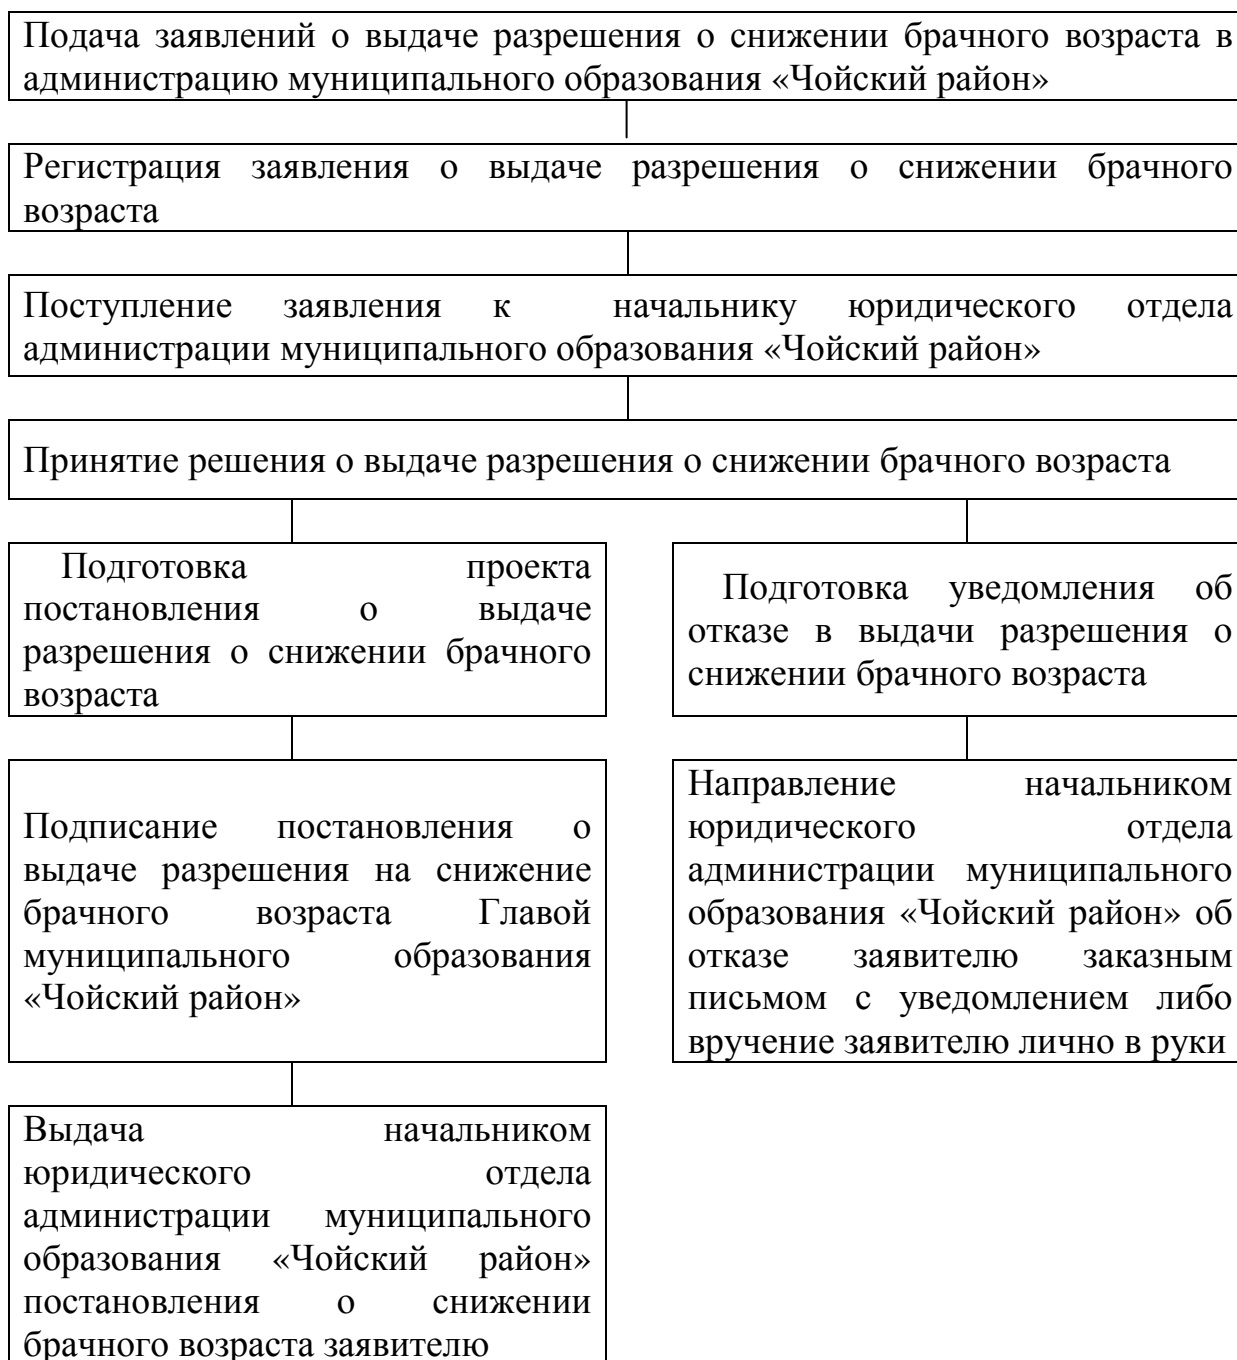 Подача заявлений о выдаче разрешения о снижении брачного возраста в
администрацию муниципального образования «Чойский район»
Регистрация заявления о выдаче разрешения о снижении брачного
возраста
Поступление заявления к начальнику юридического отдела
администрации муниципального образования «Чойский район»
Принятие решения о выдаче разрешения о снижении брачного возраста
Подготовка проекта
постановления о выдаче
разрешения о снижении брачного
возраста
Подготовка уведомления об
отказе в выдачи разрешения о
снижении брачного возраста
Подписание постановления о
выдаче разрешения на снижение
брачного возраста Главой
муниципального образования
«Чойский район»
Направление начальником
юридического отдела
администрации муниципального
образования «Чойский район» об
отказе заявителю заказным
письмом с уведомлением либо
вручение заявителю лично в руки
Выдача начальником
юридического отдела
администрации муниципального
образования «Чойский район»
постановления о снижении
брачного возраста заявителю